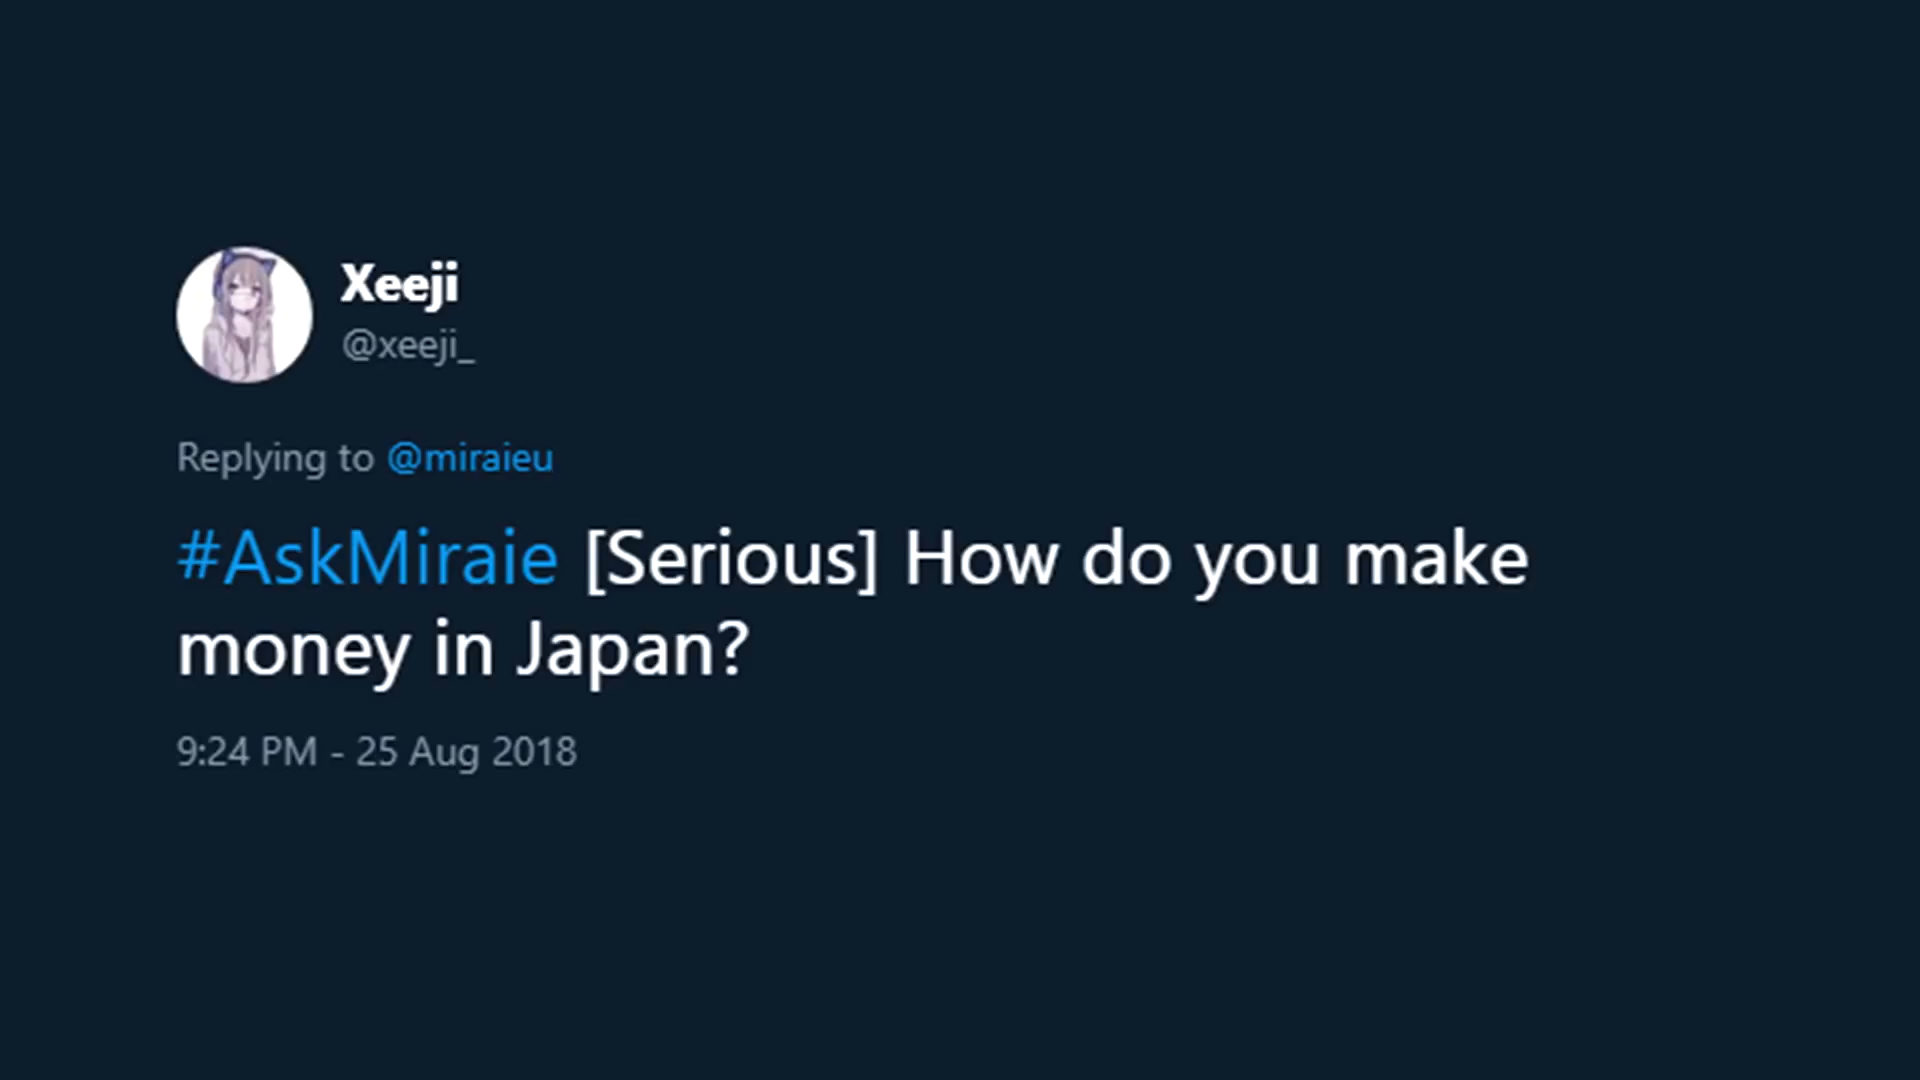 Xeeji
@xeeji_
Replying to @miraieu
#AskMiraie [Serious] How do you make
money in Japan?
9:24 PM - 25 Aug 2018